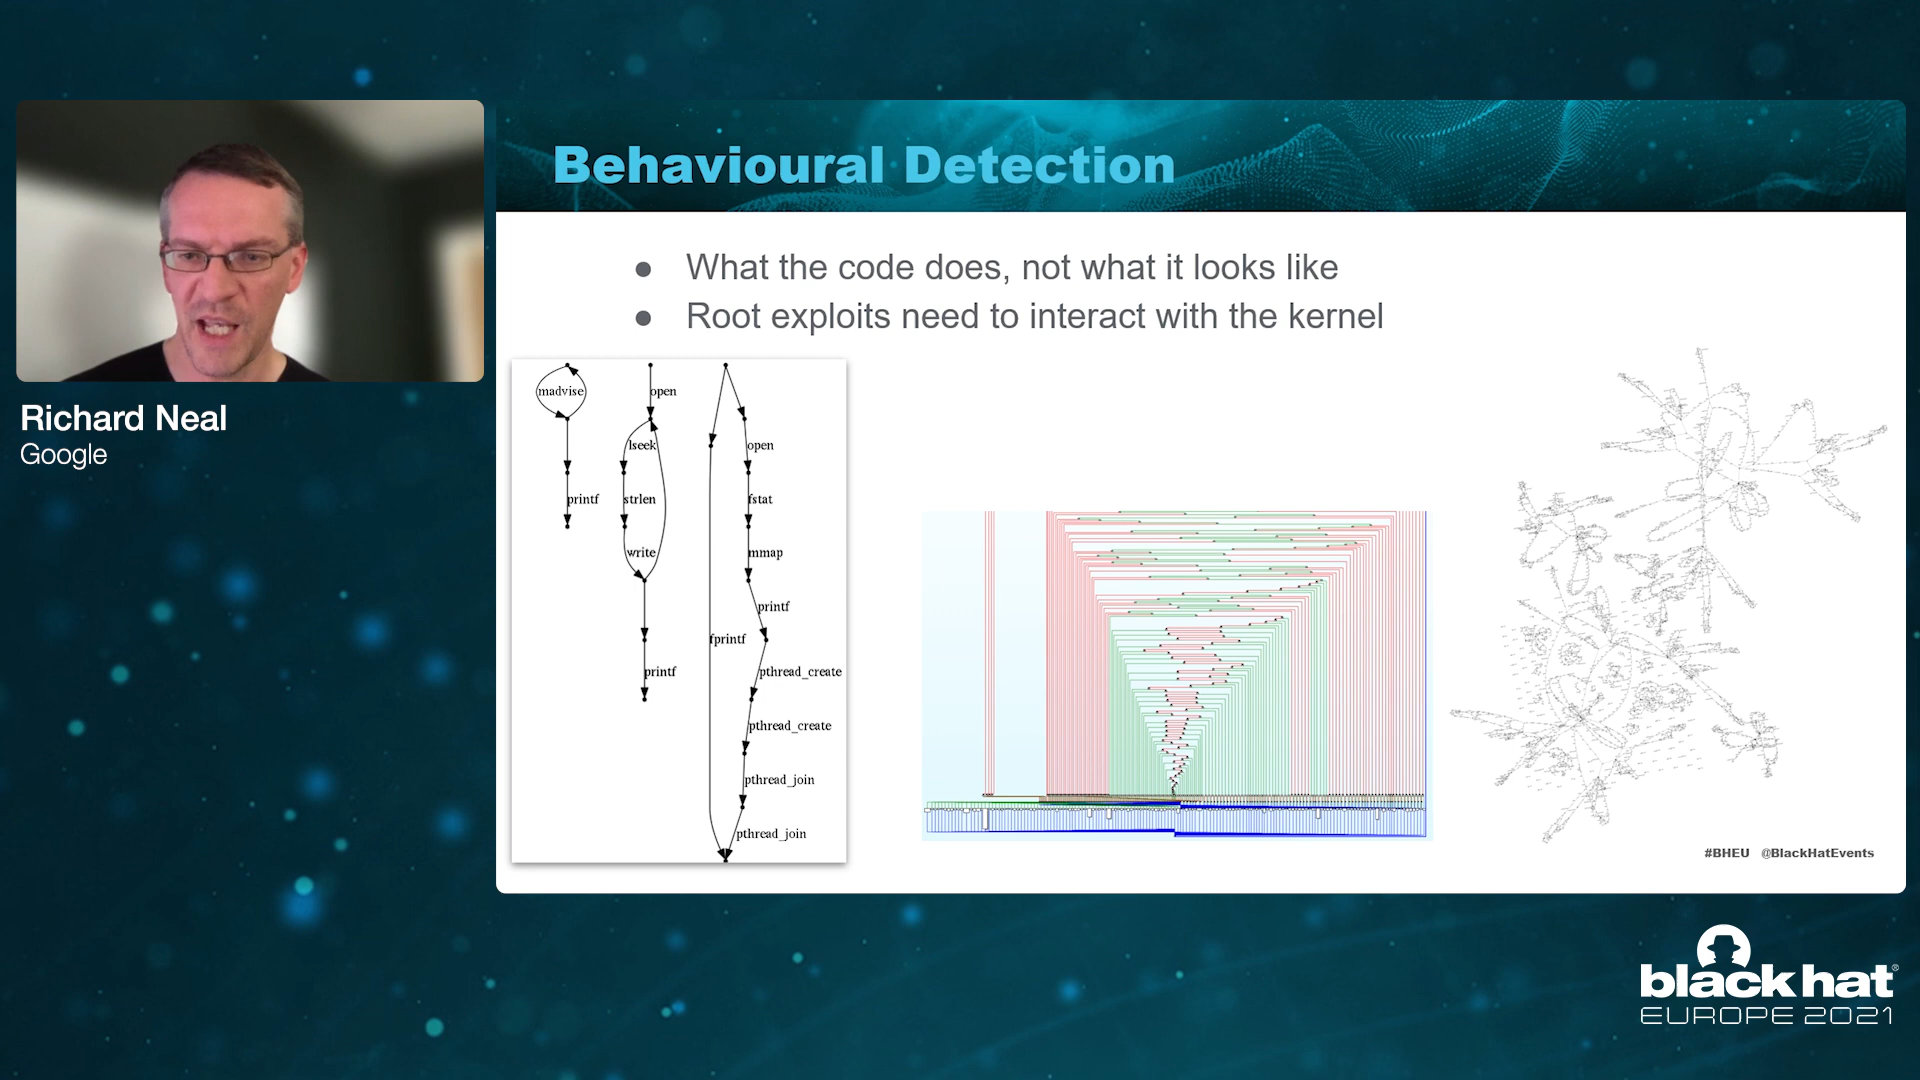 Richard Neal
Google
Behavioural Detection
● What the code does, not what it looks like
● Root exploits need to interact with the kernel
madvise
printf
open
lseek
strlen
write
printf
fprintf
open
fstat
mmap
printf
pthread_create
pthread_create
pthread_join
pthread_join
#BHEU @BlackHatEvents
black hat®
EUROPE 2021